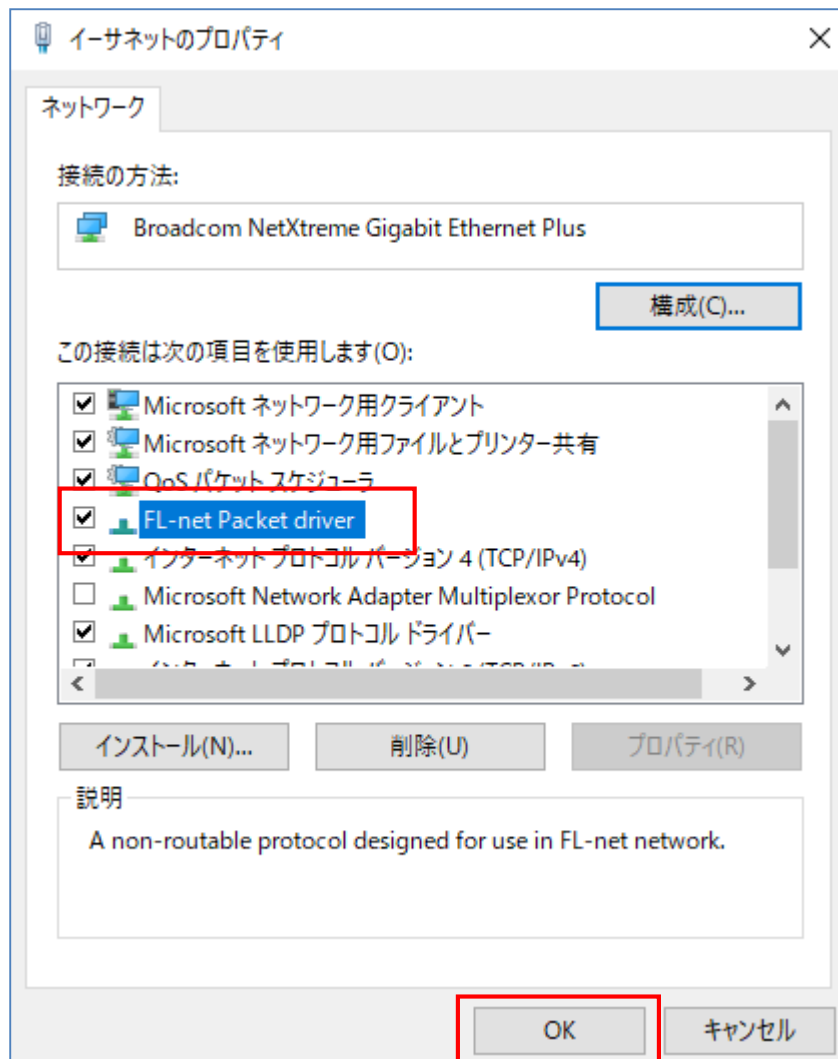 イーサネットのプロパティ
ネットワーク
接続の方法:
Broadcom NetXtreme Gigabit Ethernet Plus
構成(C)...
この接続は次の項目を使用します(O):
Microsoft ネットワーク用クライアント
Microsoft ネットワーク用ファイルとプリンター共有
QoS パケット スケジューラ
FL-net Packet driver
インターネット プロトコル バージョン 4 (TCP/IPv4)
Microsoft Network Adapter Multiplexor Protocol
Microsoft LLDP プロトコル ドライバー
インストール(N)...
削除(U)
プロパティ(R)
説明
A non-routable protocol designed for use in FL-net network.
OK
キャンセル